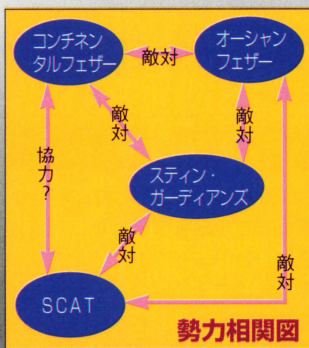 コンチネン
タルフェザー
敵対
オーシャン
フェザー
敵対
敵対
協力？
スティン・
ガーディアンズ
敵対
敵対
SCAT
勢力相関図